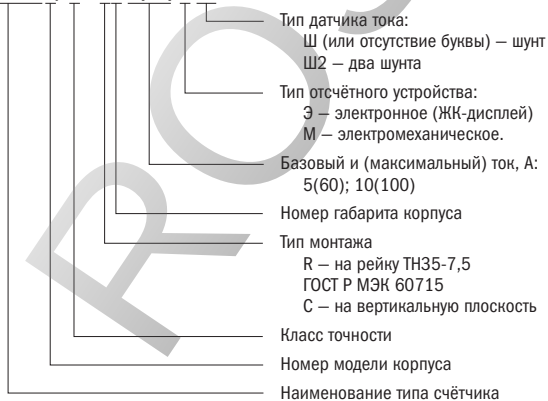 Тип датчика тока:
Ш (или отсутствие буквы) – шунт
Ш2 – два шунта
Тип отсчётного устройства:
Э – электронное (ЖК-дисплей)
М – электромеханическое.
Базовый и (максимальный) ток, А:
5(60); 10(100)
Номер габарита корпуса
Тип монтажа
R – на рейку ТН35-7,5
ГОСТ Р МЭК 60715
С – на вертикальную плоскость
Класс точности
Номер модели корпуса
Наименование типа счётчика